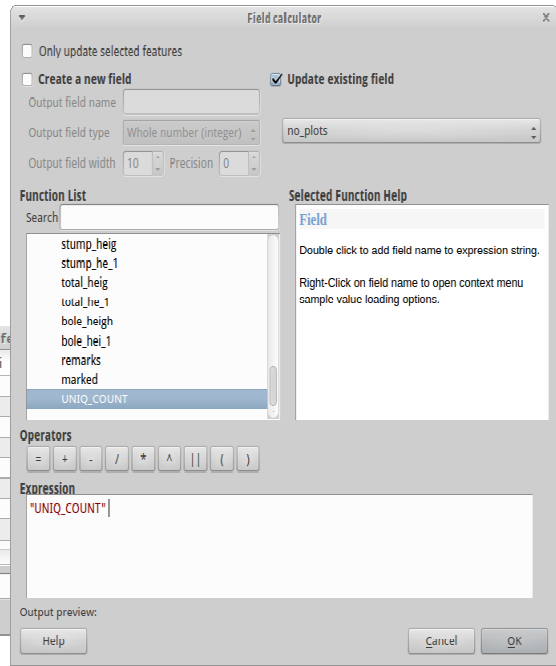 Field calculator
Only update selected features
Create a new field
Update existing field
Output field name
Output field type Whole number (integer)
Output field width 10 Precision 0
no_plots
Function List
Search
stump_heig
stump_he_1
total_heig
total_he_1
bole_heigh
bole_hei_1
remarks
marked
UNIQ_COUNT
Selected Function Help
Field
Double click to add field name to expression string.
Right-Click on field name to open context menu
sample value loading options.
Operators
= + - / * ^ || ( )
Expression
"UNIQ_COUNT"
Output preview:
Help Cancel OK